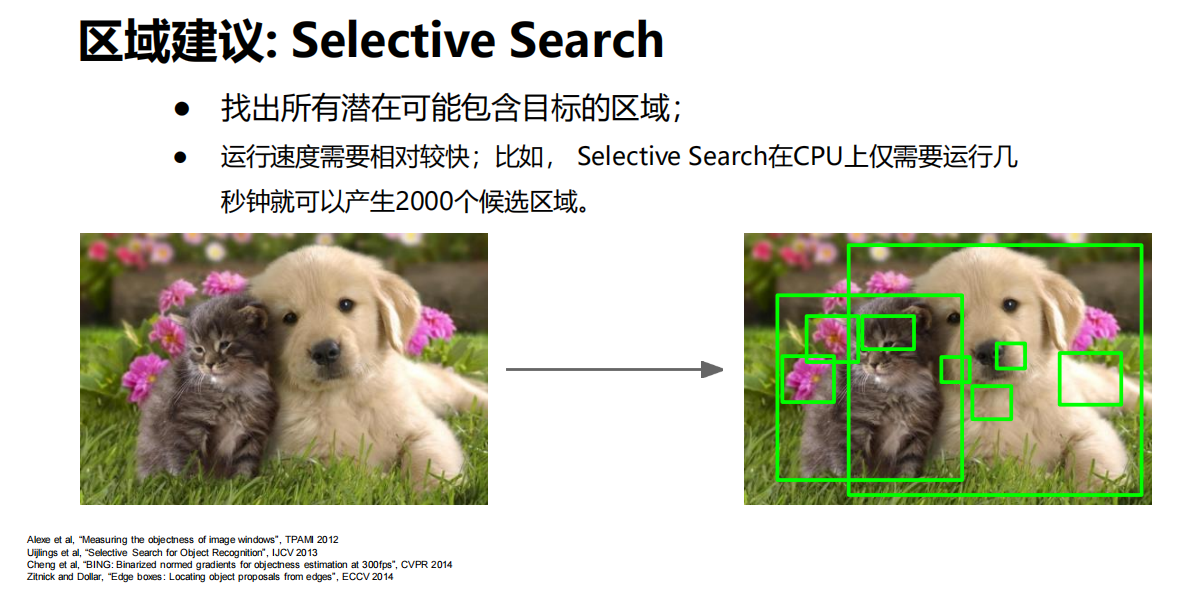 区域建议: Selective Search
● 找出所有潜在可能包含目标的区域；
● 运行速度需要相对较快；比如， Selective Search在CPU上仅需要运行几
秒钟就可以产生2000个候选区域。
Alexe et al, “Measuring the objectness of image windows”, TPAMI 2012
Uijlings et al, “Selective Search for Object Recognition”, IJCV 2013
Cheng et al, “BING: Binarized normed gradients for objectness estimation at 300fps”, CVPR 2014
Zitnick and Dollar, “Edge boxes: Locating object proposals from edges”, ECCV 2014